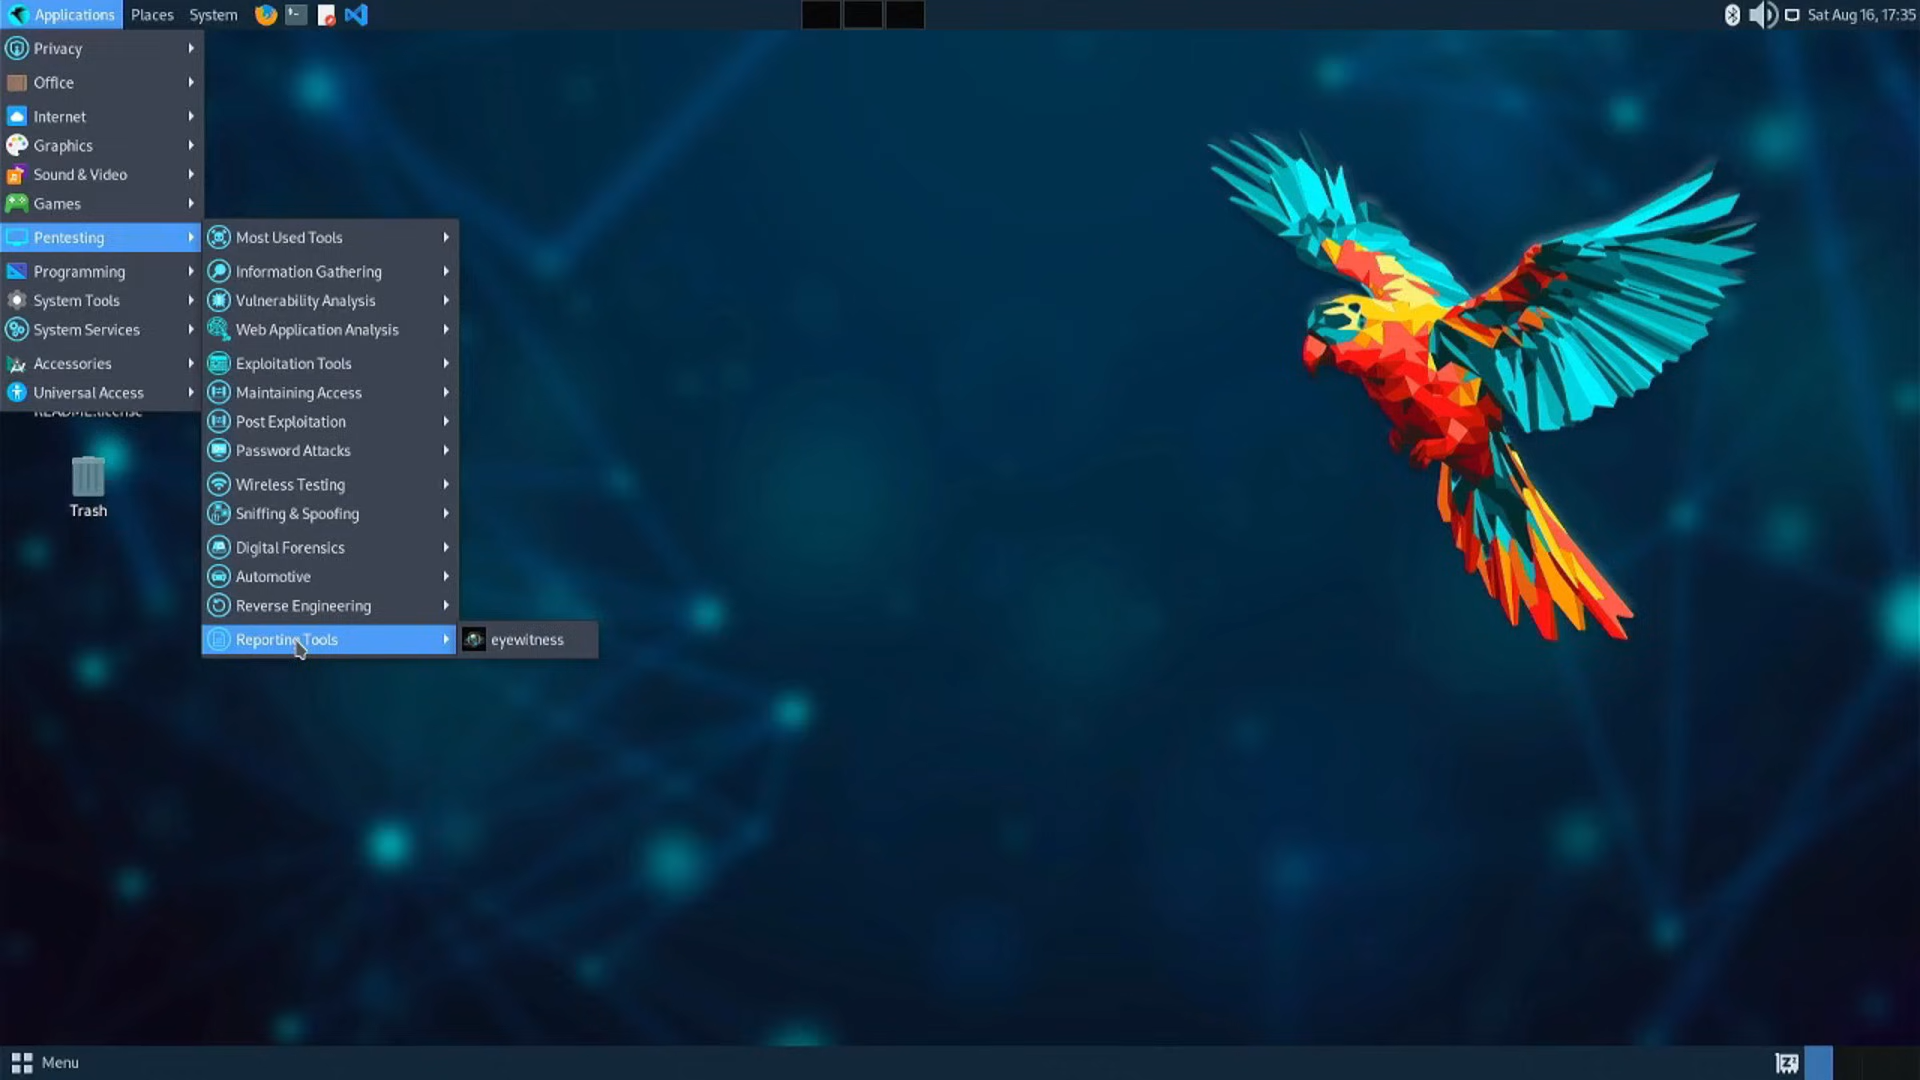 Applications Places System
Sat Aug 16, 17:35
Privacy
Office
Internet
Graphics
Sound & Video
Games
Pentesting
Programming
System Tools
System Services
Accessories
Universal Access
README.license
Trash
Most Used Tools
Information Gathering
Vulnerability Analysis
Web Application Analysis
Exploitation Tools
Maintaining Access
Post Exploitation
Password Attacks
Wireless Testing
Sniffing & Spoofing
Digital Forensics
Automotive
Reverse Engineering
Reporting Tools
eyewitness
Menu